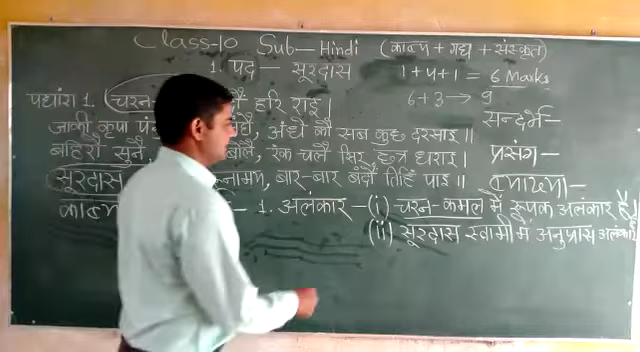 Class-10 Sub-Hindi (काव्य + गद्य + संस्कृत)
1. पद — सूरदास 1+4+1 = 6 Marks
6+3 → 9
पद्यांश 1. चरन- हरि राइ।
जाकी कृपा अंधे कौ सब कुछ दरसाइ॥ सन्दर्भ-
बहिरौ सुनै, बोलै, रंक चलै सिर छत्र धराइ। प्रसंग-
सूरदास बार-बार बंदौं तिहिं पाइ॥ व्याख्या-
काव्य - 1. अलंकार -(i) चरन-कमल में रूपक अलंकार है।
(ii) सूरदास स्वामी में अनुप्रास अलंकार